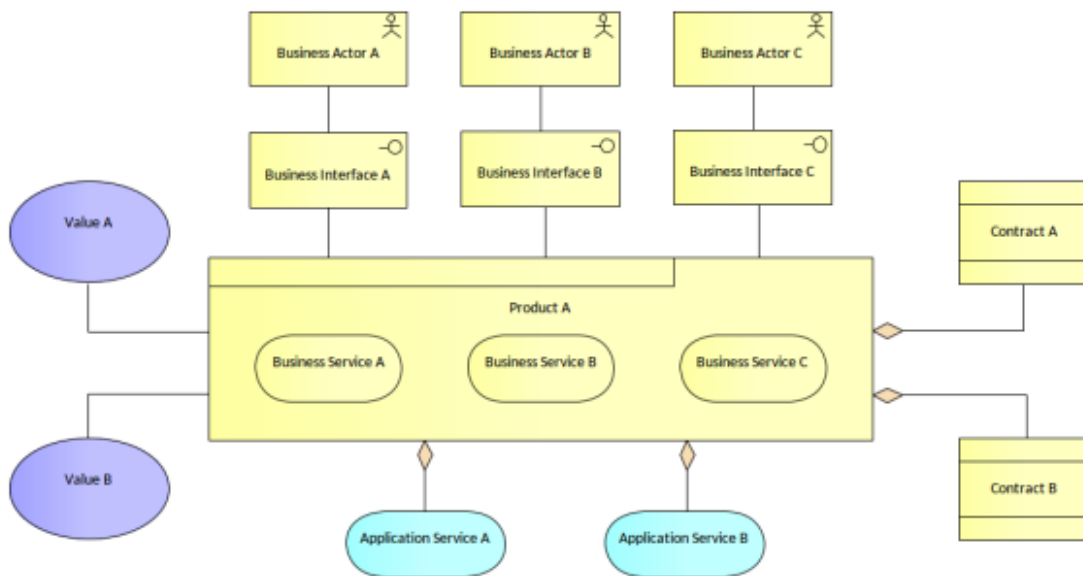 Business Actor A
Business Actor B
Business Actor C
Business Interface A
Business Interface B
Business Interface C
Value A
Contract A
Product A
Business Service A
Business Service B
Business Service C
Value B
Contract B
Application Service A
Application Service B